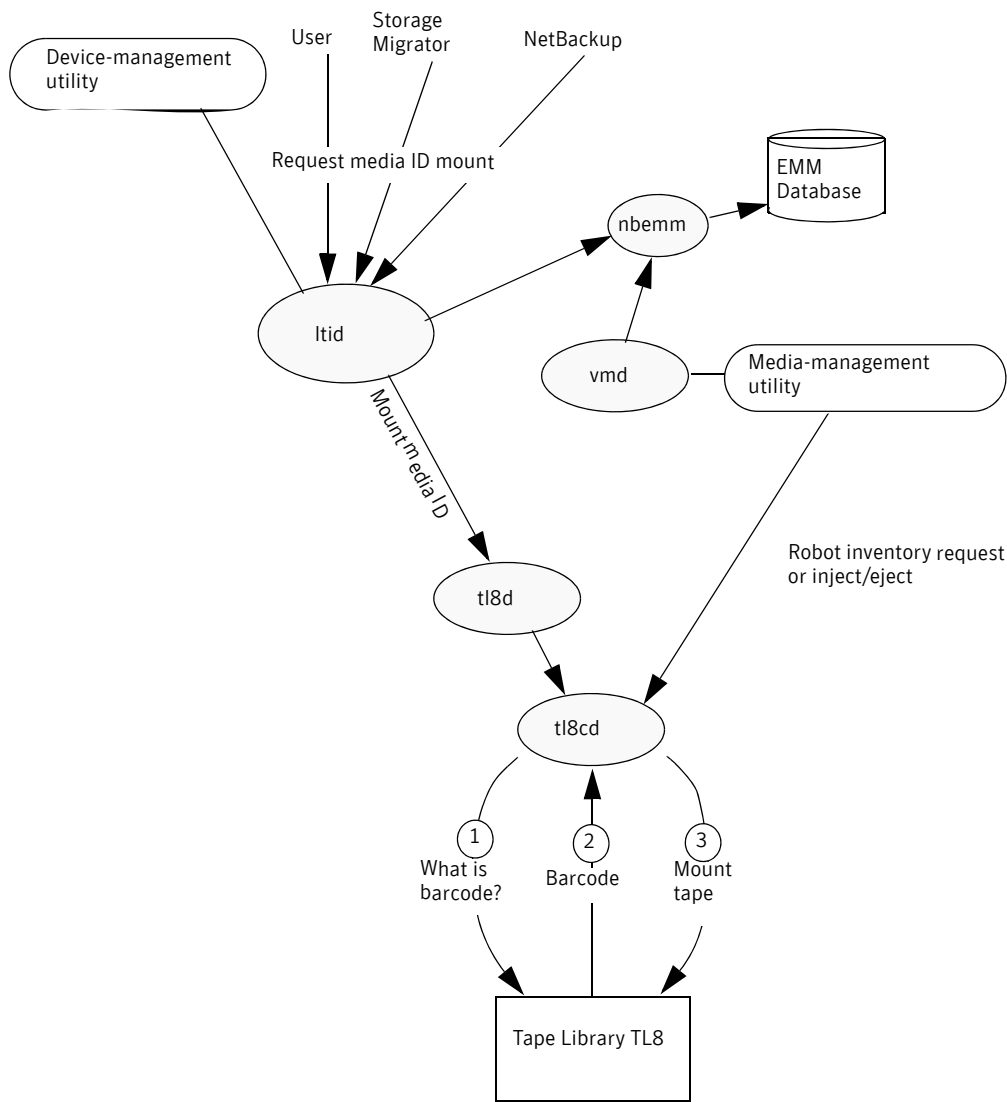 User
Storage
Migrator
NetBackup
Device-management
utility
Request media ID mount
EMM
Database
nbemm
ltid
vmd
Media-management
utility
Mount media ID
Robot inventory request
or inject/eject
tl8d
tl8cd
1
What is
barcode?
2
Barcode
3
Mount
tape
Tape Library TL8